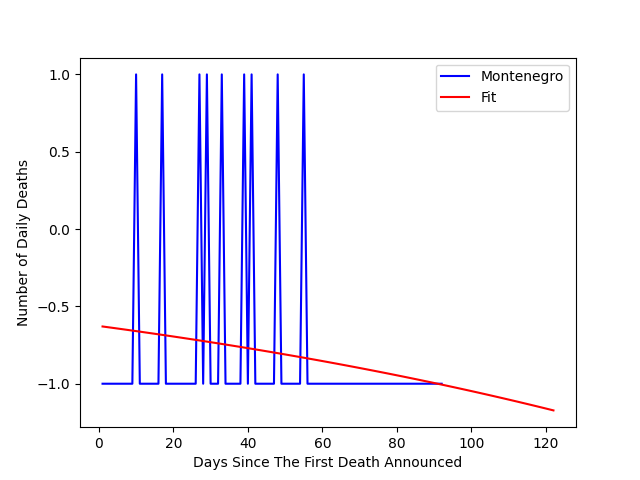 Montenegro
Fit
1.0
0.5
0.0
−0.5
−1.0
Number of Daily Deaths
0 20 40 60 80 100 120
Days Since The First Death Announced